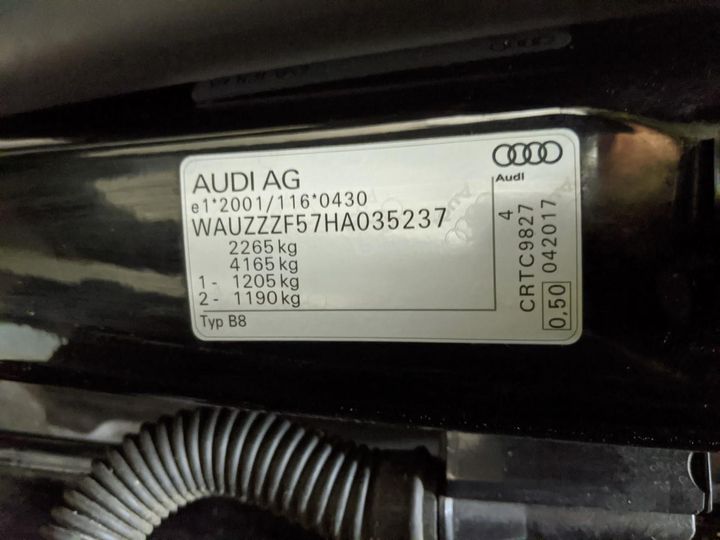 AUDI AG
e1*2001/116*0430
WAUZZZF57HA035237
2265 kg
4165 kg
1- 1205 kg
2- 1190 kg
Typ B8
Audi
4
CRTC9827
0,50 042017